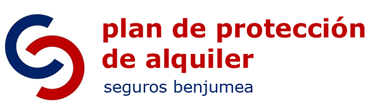 plan de protección
de alquiler
seguros benjumea